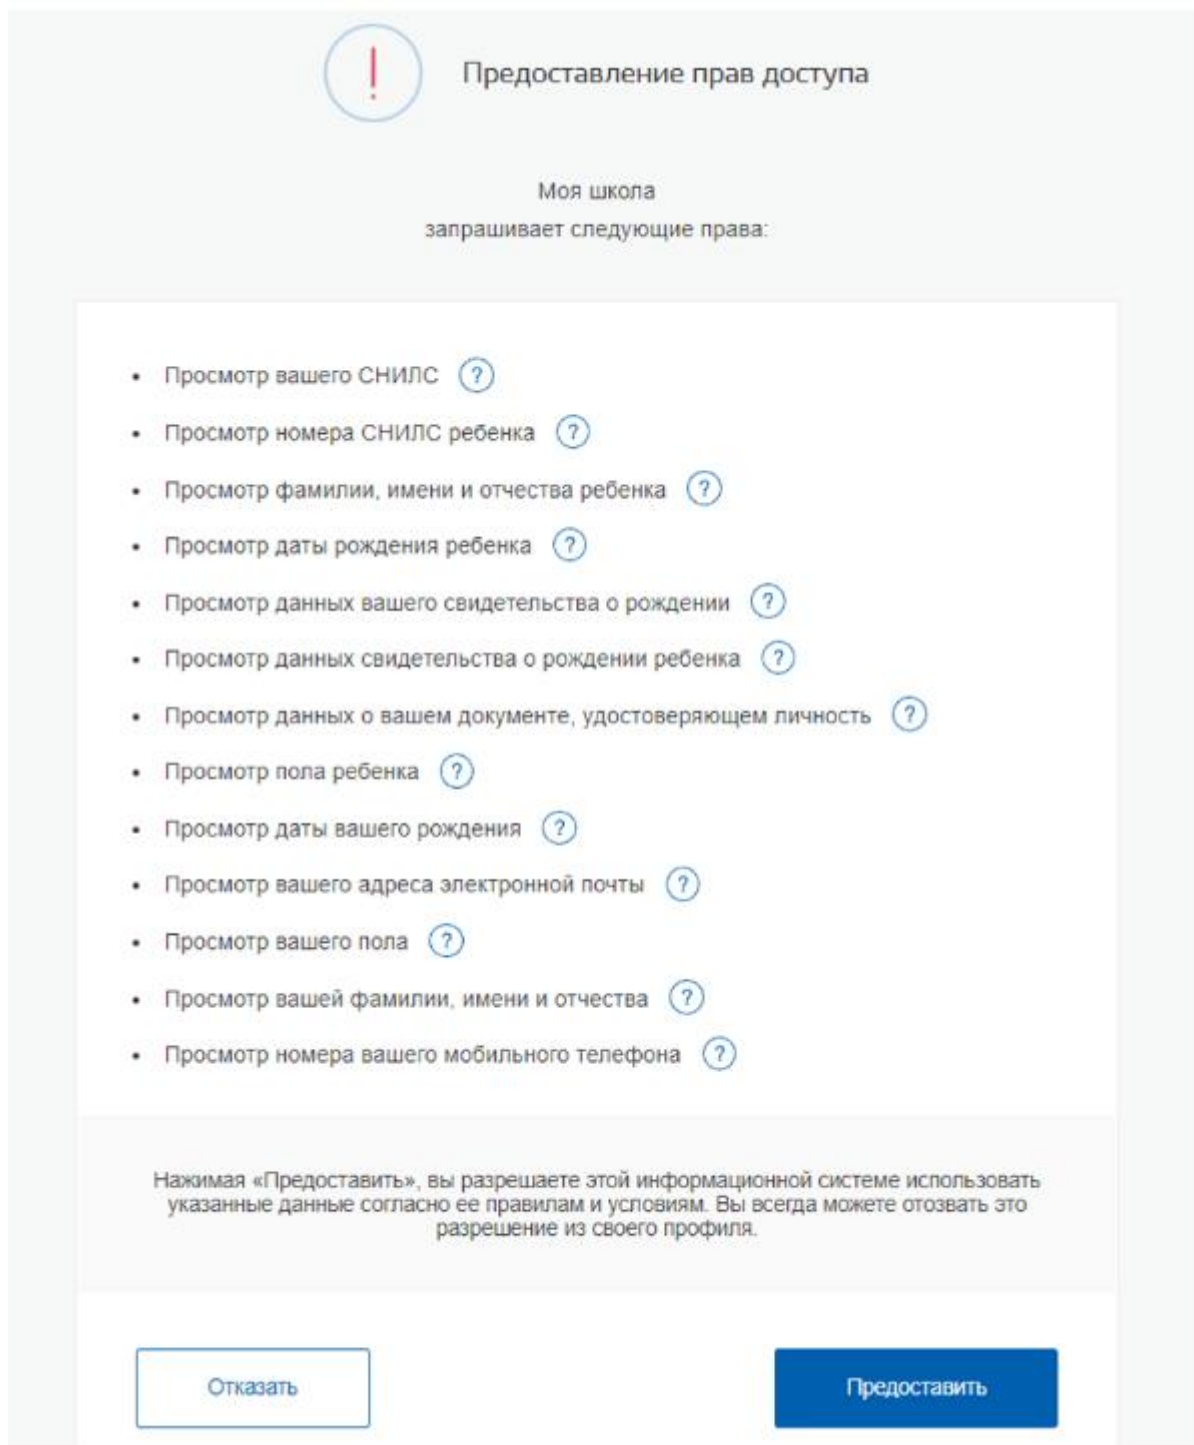 !
Предоставление прав доступа
Моя школа
запрашивает следующие права:
• Просмотр вашего СНИЛС ?
• Просмотр номера СНИЛС ребенка ?
• Просмотр фамилии, имени и отчества ребенка ?
• Просмотр даты рождения ребенка ?
• Просмотр данных вашего свидетельства о рождении ?
• Просмотр данных свидетельства о рождении ребенка ?
• Просмотр данных о вашем документе, удостоверяющем личность ?
• Просмотр пола ребенка ?
• Просмотр даты вашего рождения ?
• Просмотр вашего адреса электронной почты ?
• Просмотр вашего пола ?
• Просмотр вашей фамилии, имени и отчества ?
• Просмотр номера вашего мобильного телефона ?
Нажимая «Предоставить», вы разрешаете этой информационной системе использовать
указанные данные согласно ее правилам и условиям. Вы всегда можете отозвать это
разрешение из своего профиля.
Отказать
Предоставить